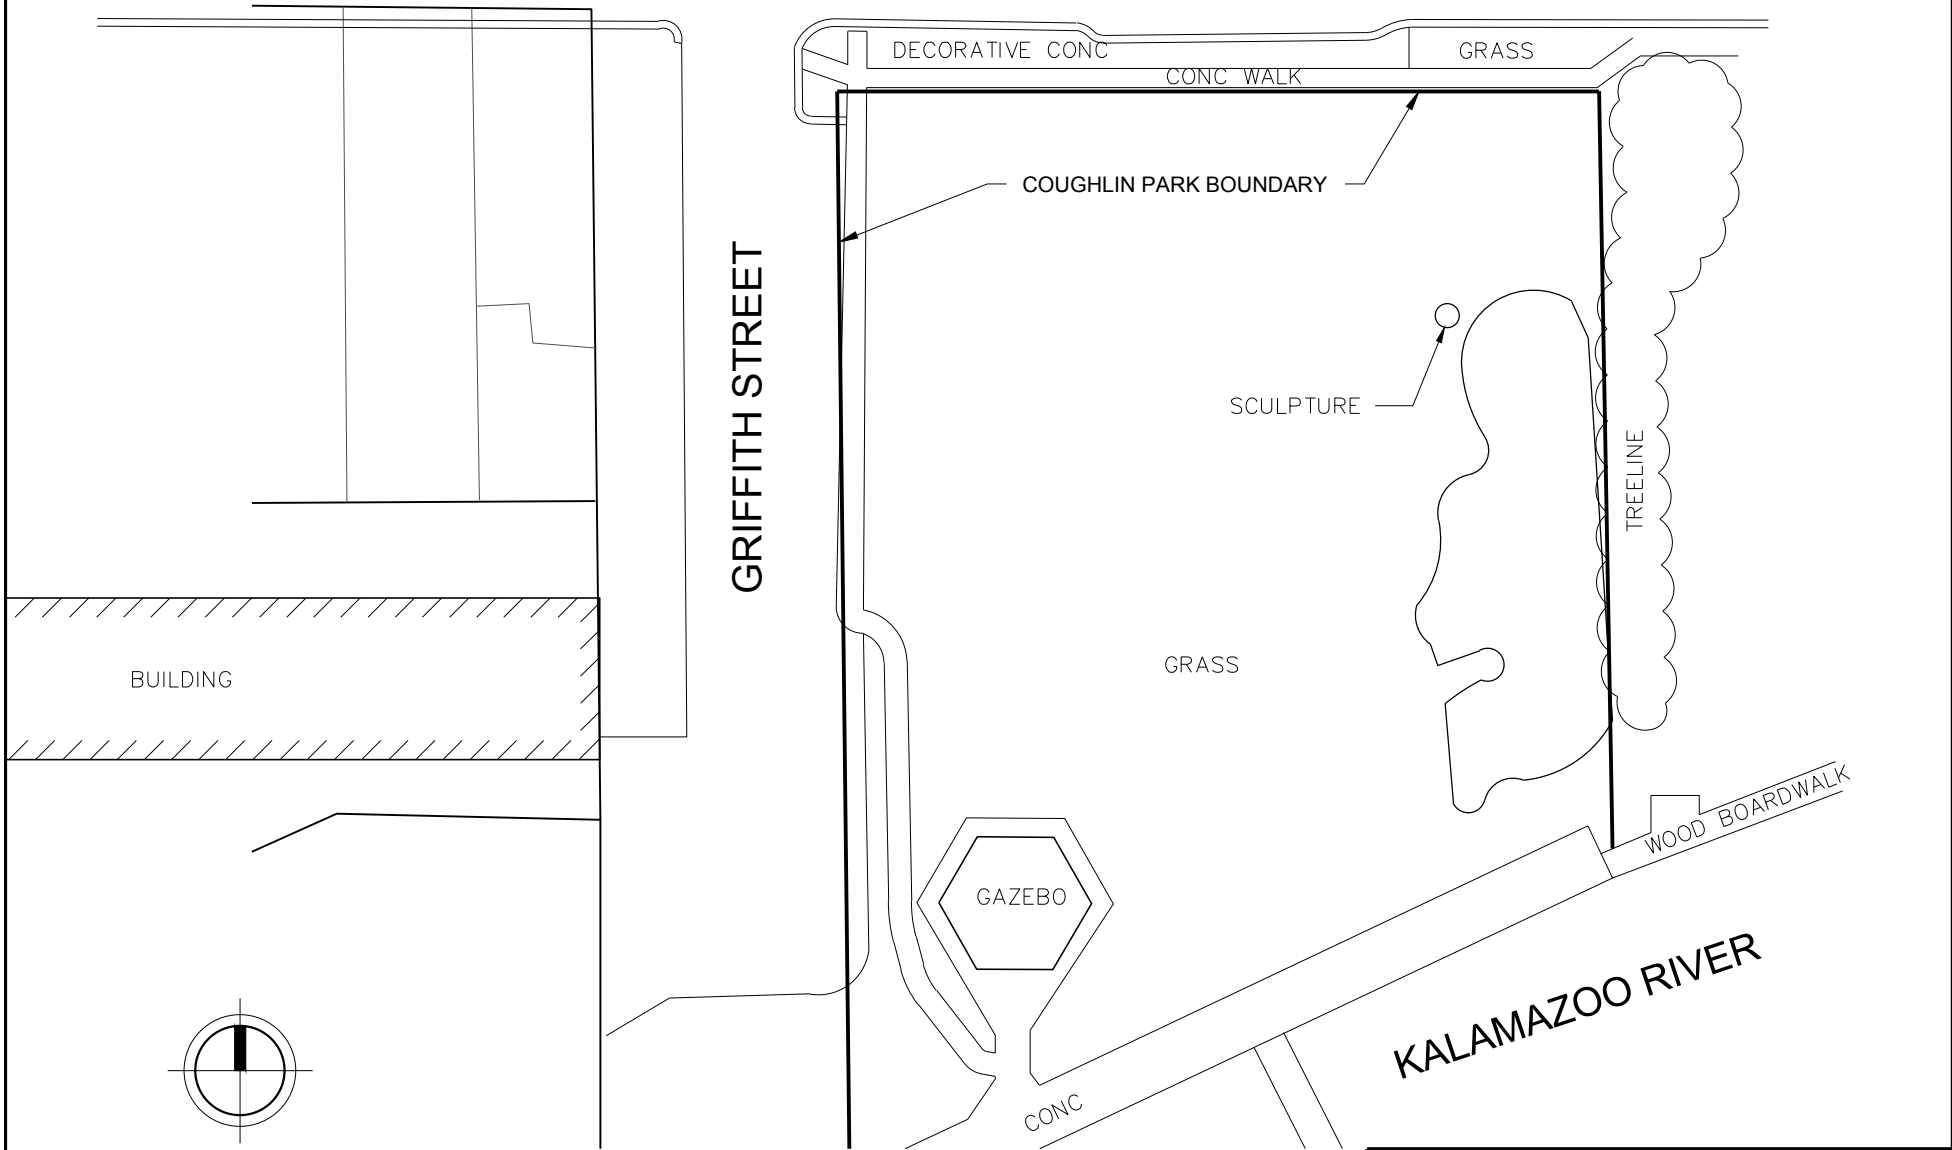 DECORATIVE CONC
GRASS
CONC WALK
COUGHLIN PARK BOUNDARY
GRIFFITH STREET
SCULPTURE
TREELINE
GRASS
BUILDING
WOOD BOARDWALK
GAZEBO
KALAMAZOO RIVER
CONC